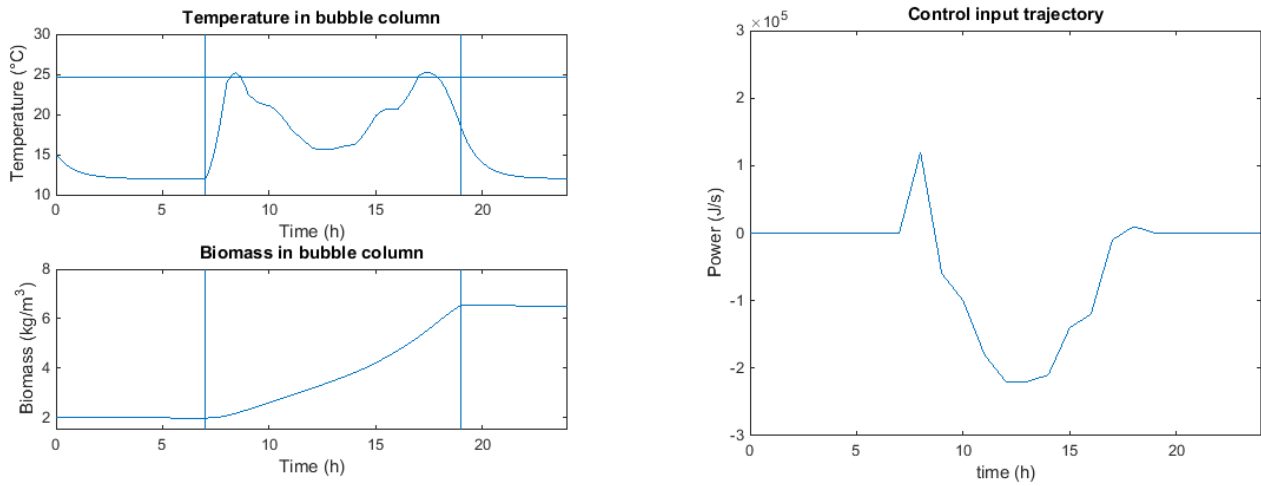 Temperature in bubble column
Temperature (°C)
30
25
20
15
10
0 5 10 15 20
Time (h)
Biomass in bubble column
Biomass (kg/m³)
8
6
4
2
0 5 10 15 20
Time (h)
Control input trajectory
×10⁵
Power (J/s)
3
2
1
0
-1
-2
-3
0 5 10 15 20
time (h)